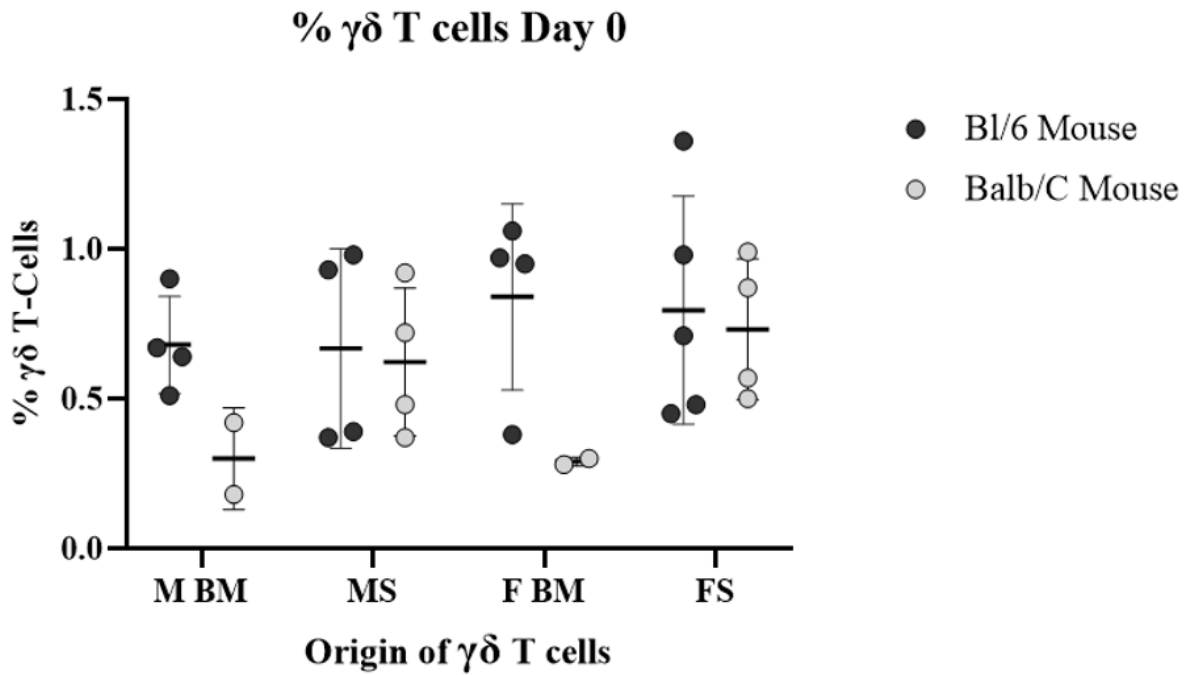 % γδ T cells Day 0
Bl/6 Mouse
Balb/C Mouse
% γδ T-Cells
1.5
1.0
0.5
0.0
M BM
MS
F BM
FS
Origin of γδ T cells